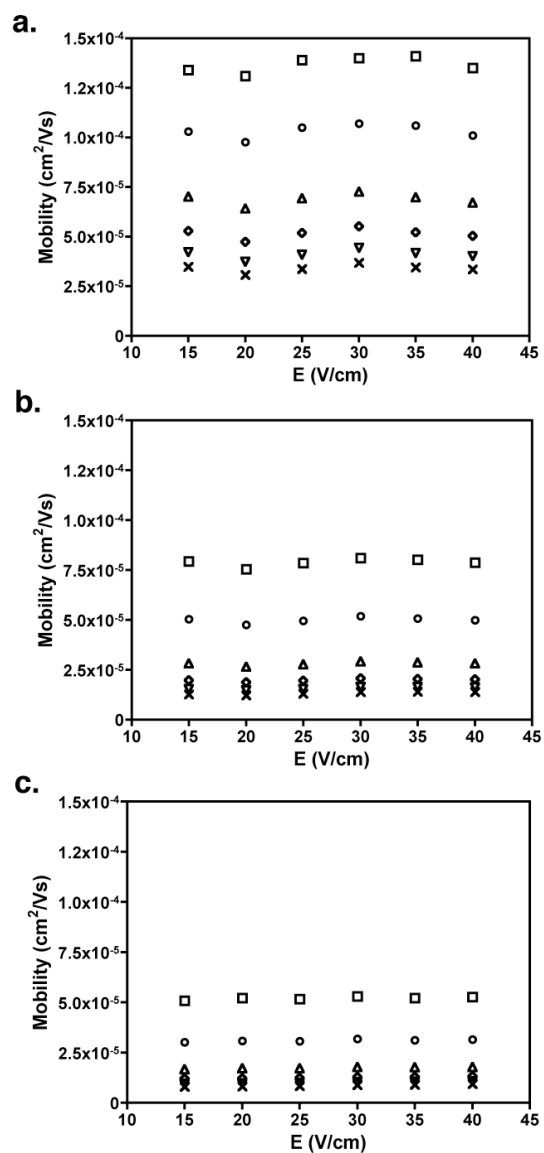 a.
Mobility (cm²/Vs)
1.5x10⁻⁴
1.2x10⁻⁴
1.0x10⁻⁴
7.5x10⁻⁵
5.0x10⁻⁵
2.5x10⁻⁵
0
10 15 20 25 30 35 40 45
E (V/cm)
b.
Mobility (cm²/Vs)
1.5x10⁻⁴
1.2x10⁻⁴
1.0x10⁻⁴
7.5x10⁻⁵
5.0x10⁻⁵
2.5x10⁻⁵
0
10 15 20 25 30 35 40 45
E (V/cm)
c.
Mobility (cm²/Vs)
1.5x10⁻⁴
1.2x10⁻⁴
1.0x10⁻⁴
7.5x10⁻⁵
5.0x10⁻⁵
2.5x10⁻⁵
0
10 15 20 25 30 35 40 45
E (V/cm)